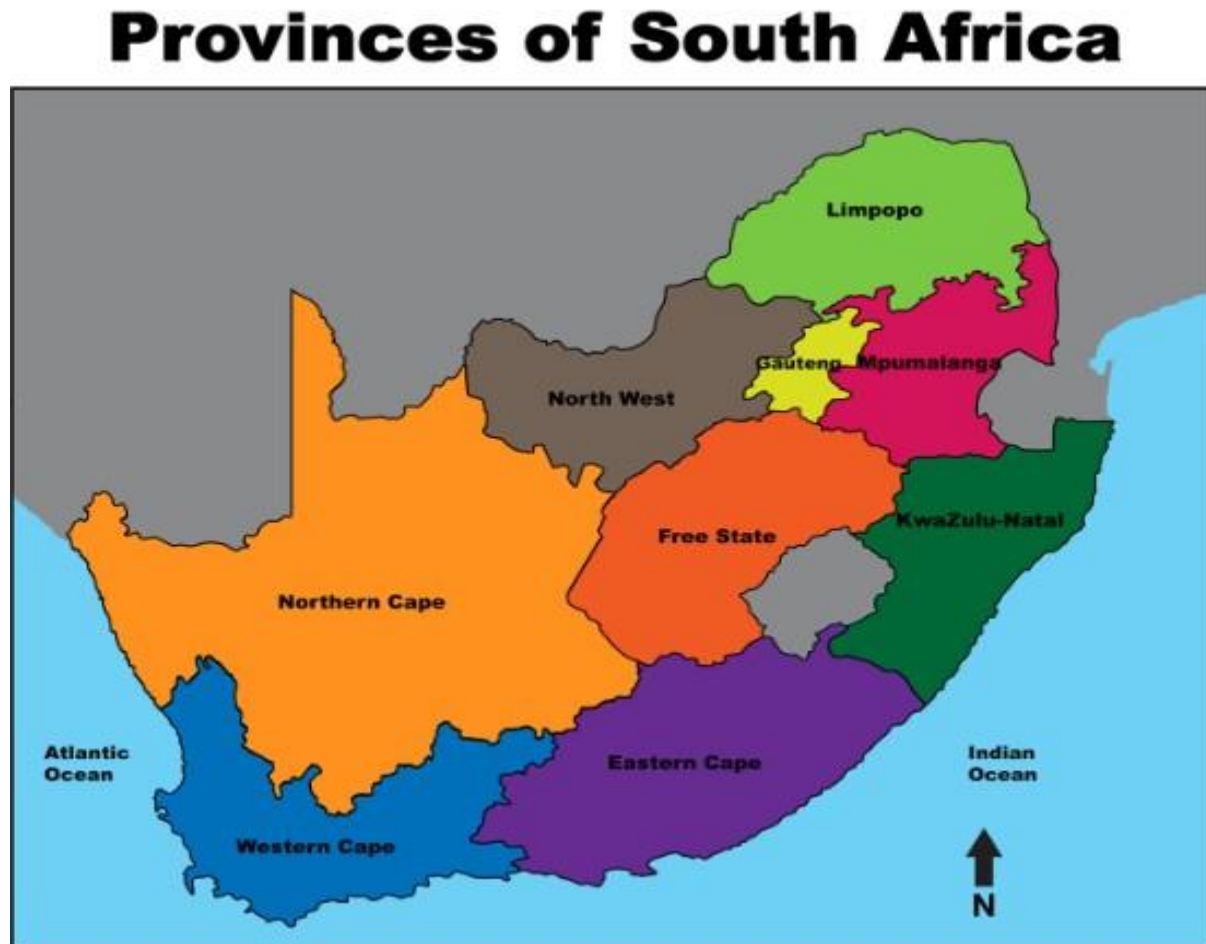 Provinces of South Africa
Limpopo
Gauteng
Mpumalanga
North West
KwaZulu-Natal
Free State
Northern Cape
Atlantic
Ocean
Eastern Cape
Indian
Ocean
Western Cape
N